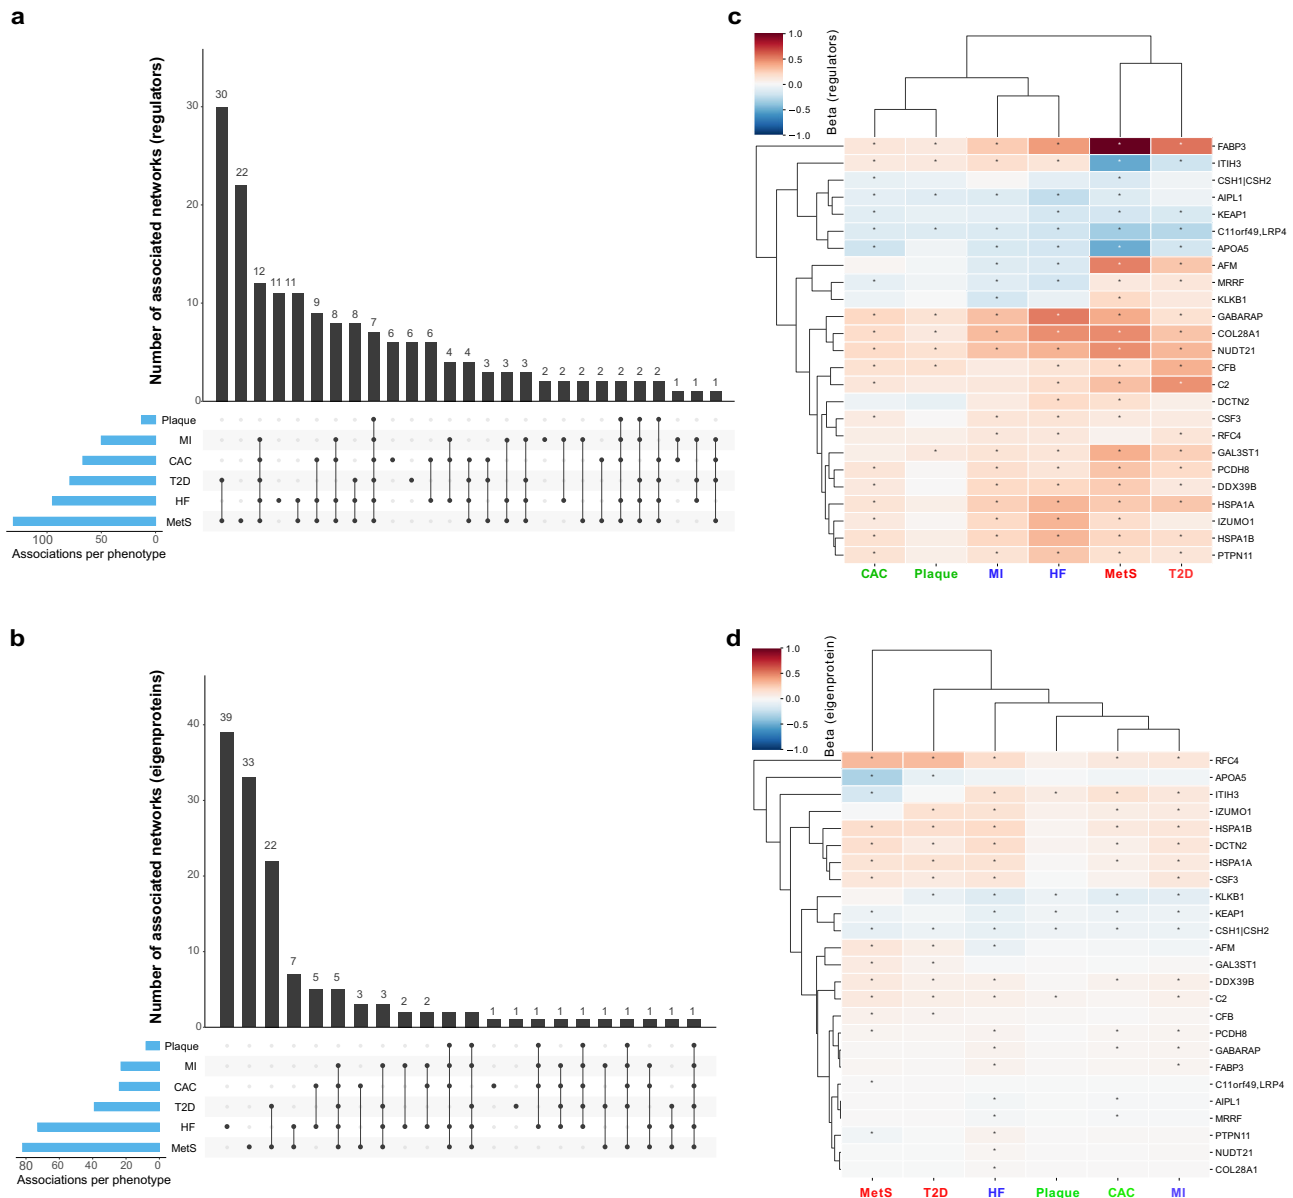 a
Number of associated networks (regulators)
30
20
10
0
30
22
12
11
11
9
8
8
7
6
6
6
4
4
3
3
3
2
2
2
2
2
2
2
1
1
1
Plaque
MI
CAC
T2D
HF
MetS
100
50
0
Associations per phenotype
b
Number of associated networks (eigenproteins)
40
30
20
10
0
39
33
22
7
5
5
3
3
2
2
1
1
1
1
1
1
1
1
1
1
Plaque
MI
CAC
T2D
HF
MetS
80
60
40
20
0
Associations per phenotype
c
1.0
0.5
0.0
−0.5
−1.0
Beta (regulators)
FABP3
ITIH3
CSH1|CSH2
AIPL1
KEAP1
C11orf49,LRP4
APOA5
AFM
MRRF
KLKB1
GABARAP
COL28A1
NUDT21
CFB
C2
DCTN2
CSF3
RFC4
GAL3ST1
PCDH8
DDX39B
HSPA1A
IZUMO1
HSPA1B
PTPN11
CAC
Plaque
MI
HF
MetS
T2D
d
1.0
0.5
0.0
−0.5
−1.0
Beta (eigenprotein)
RFC4
APOA5
ITIH3
IZUMO1
HSPA1B
DCTN2
HSPA1A
CSF3
KLKB1
KEAP1
CSH1|CSH2
AFM
GAL3ST1
DDX39B
C2
CFB
PCDH8
GABARAP
FABP3
C11orf49,LRP4
AIPL1
MRRF
PTPN11
NUDT21
COL28A1
MetS
T2D
HF
Plaque
CAC
MI